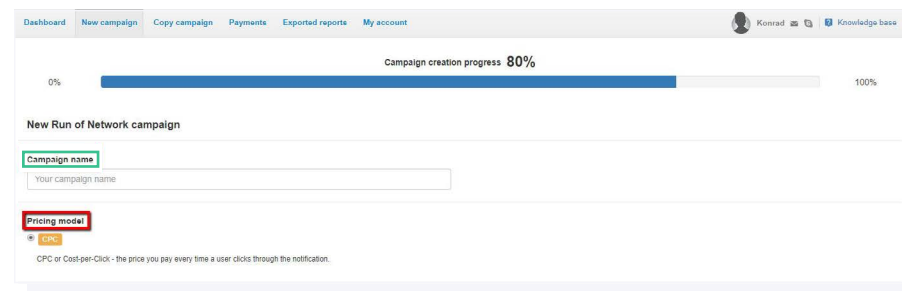 Dashboard New campaign Copy campaign Payments Exported reports My account Konrad Knowledge base
Campaign creation progress 80%
0% 100%
New Run of Network campaign
Campaign name
Your campaign name
Pricing model
CPC
CPC or Cost-per-Click - the price you pay every time a user clicks through the notification.